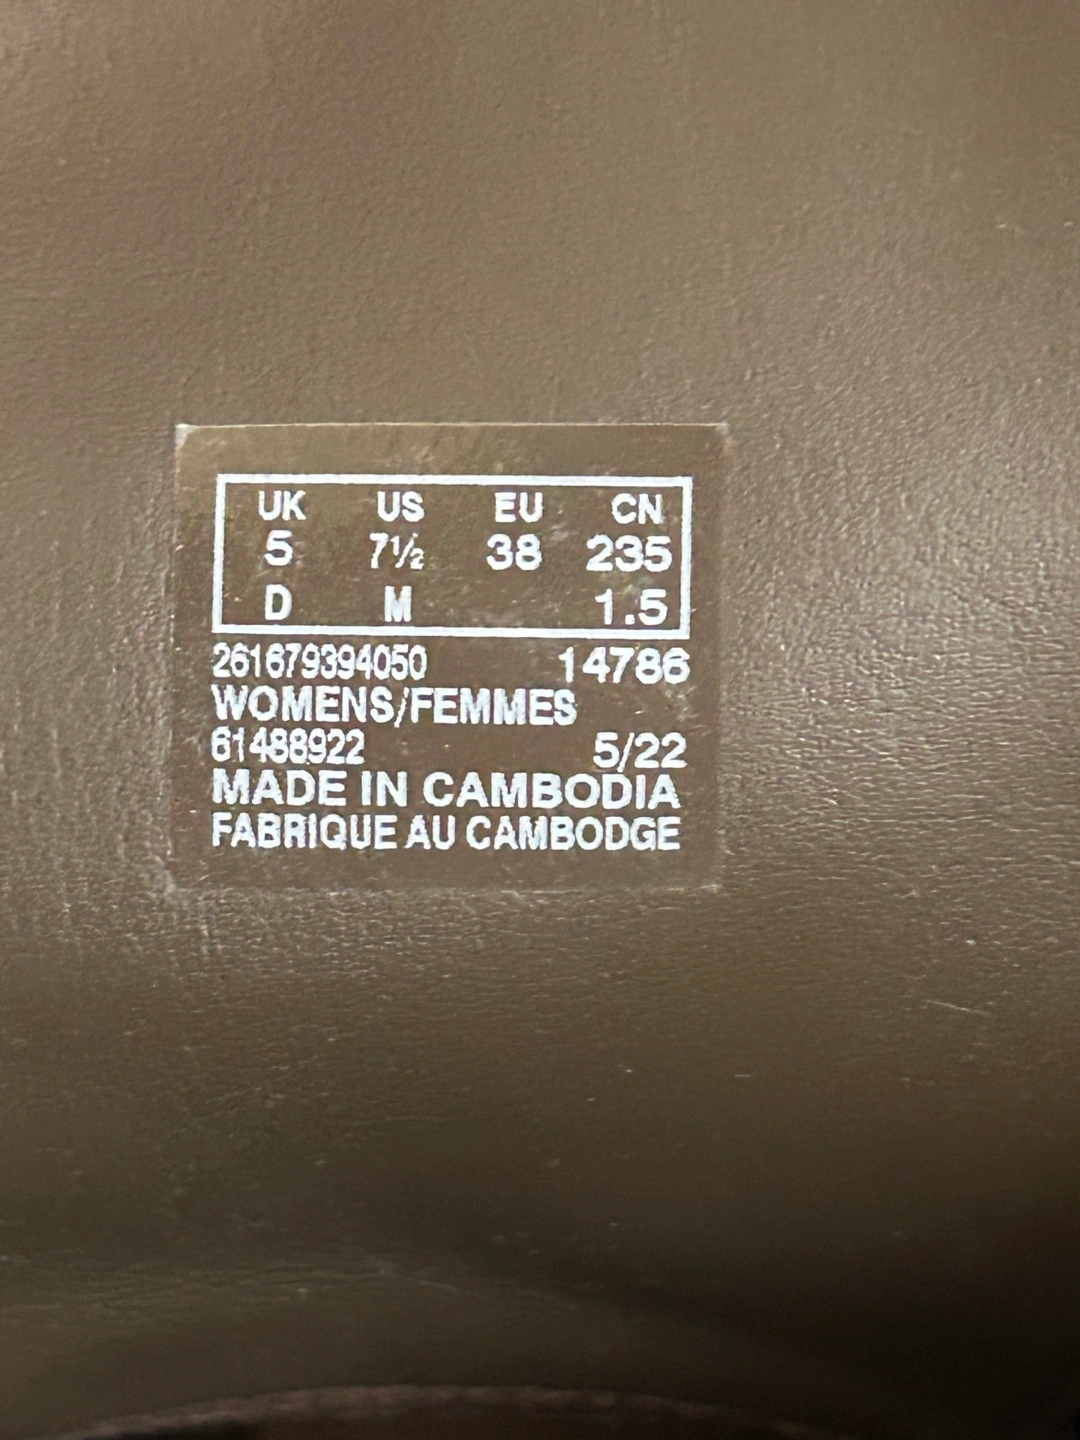 UK US EU CN
5 7½ 38 235
D M 1.5
261679394050 14786
WOMENS/FEMMES
61488922 5/22
MADE IN CAMBODIA
FABRIQUE AU CAMBODGE